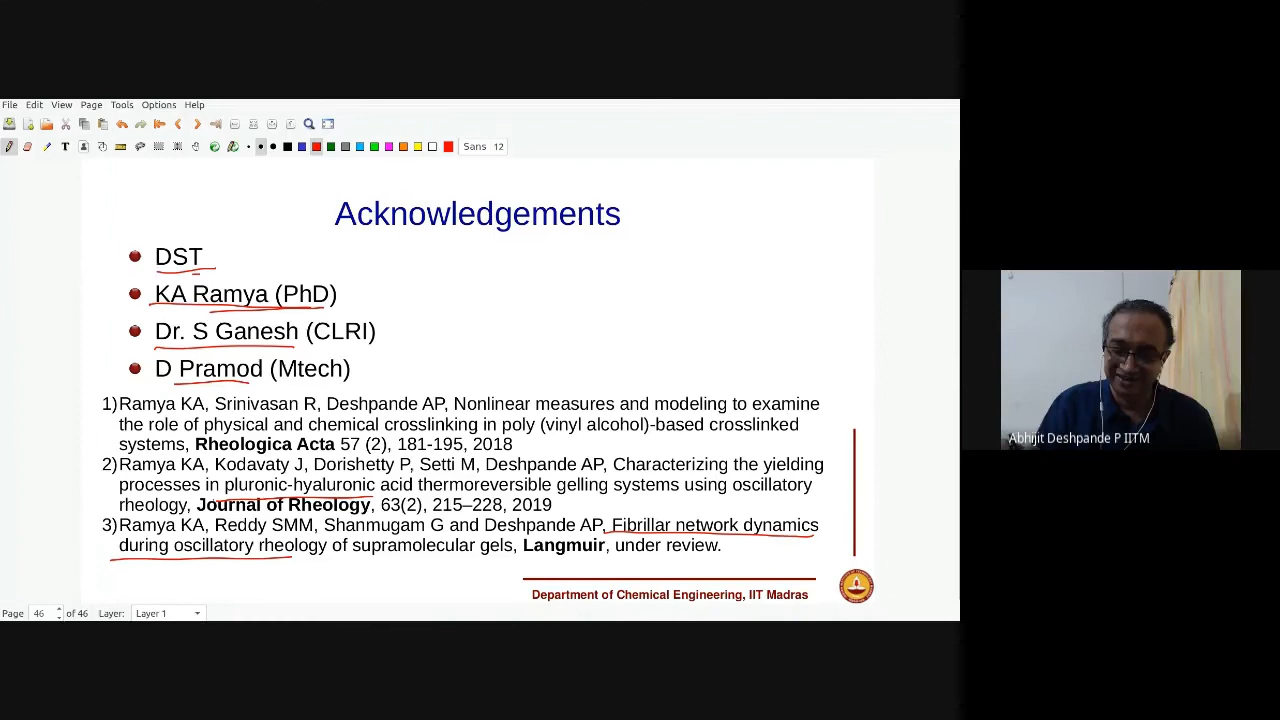 File Edit View Page Tools Options Help
T Sans 12
Acknowledgements
DST
KA Ramya (PhD)
Dr. S Ganesh (CLRI)
D Pramod (Mtech)
1)Ramya KA, Srinivasan R, Deshpande AP, Nonlinear measures and modeling to examine
the role of physical and chemical crosslinking in poly (vinyl alcohol)-based crosslinked
systems, Rheologica Acta 57 (2), 181-195, 2018
2)Ramya KA, Kodavaty J, Dorishetty P, Setti M, Deshpande AP, Characterizing the yielding
processes in pluronic-hyaluronic acid thermoreversible gelling systems using oscillatory
rheology, Journal of Rheology, 63(2), 215–228, 2019
3)Ramya KA, Reddy SMM, Shanmugam G and Deshpande AP, Fibrillar network dynamics
during oscillatory rheology of supramolecular gels, Langmuir, under review.
Department of Chemical Engineering, IIT Madras
Page 46 of 46 Layer: Layer 1
Abhijit Deshpande P IITM